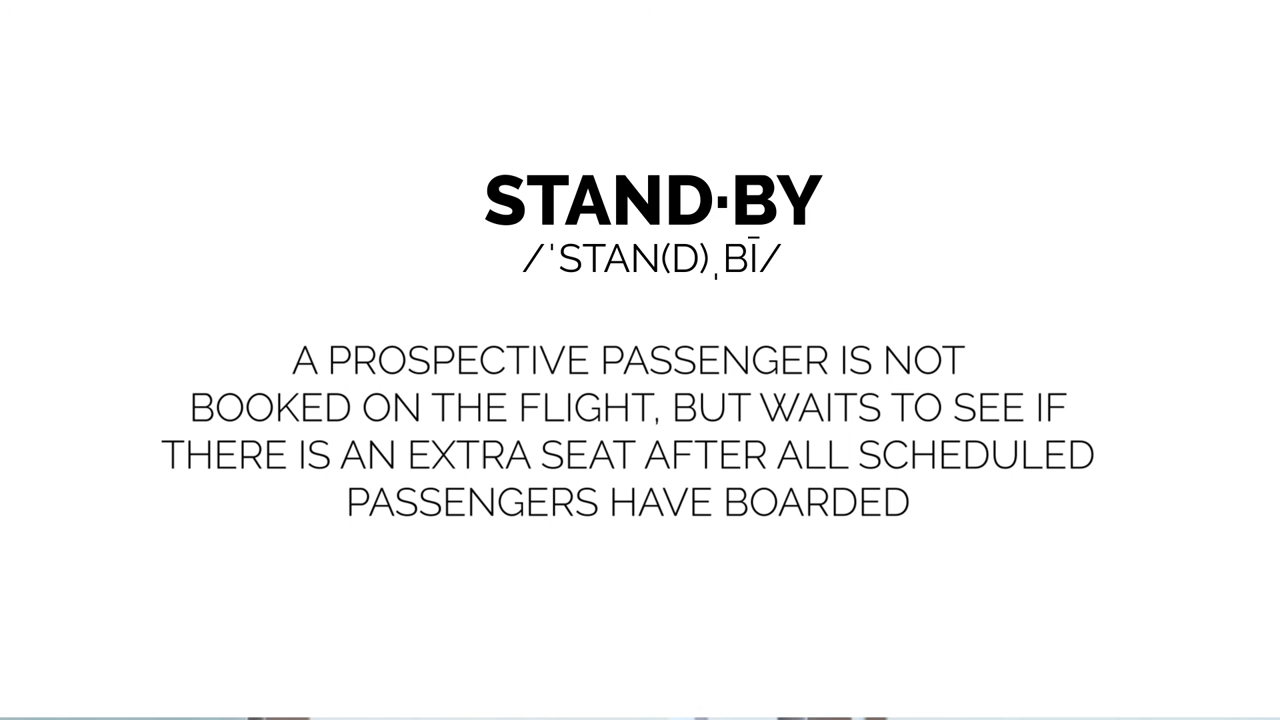 STAND·BY
/ˈSTAN(D)ˌBĪ/
A PROSPECTIVE PASSENGER IS NOT
BOOKED ON THE FLIGHT, BUT WAITS TO SEE IF
THERE IS AN EXTRA SEAT AFTER ALL SCHEDULED
PASSENGERS HAVE BOARDED